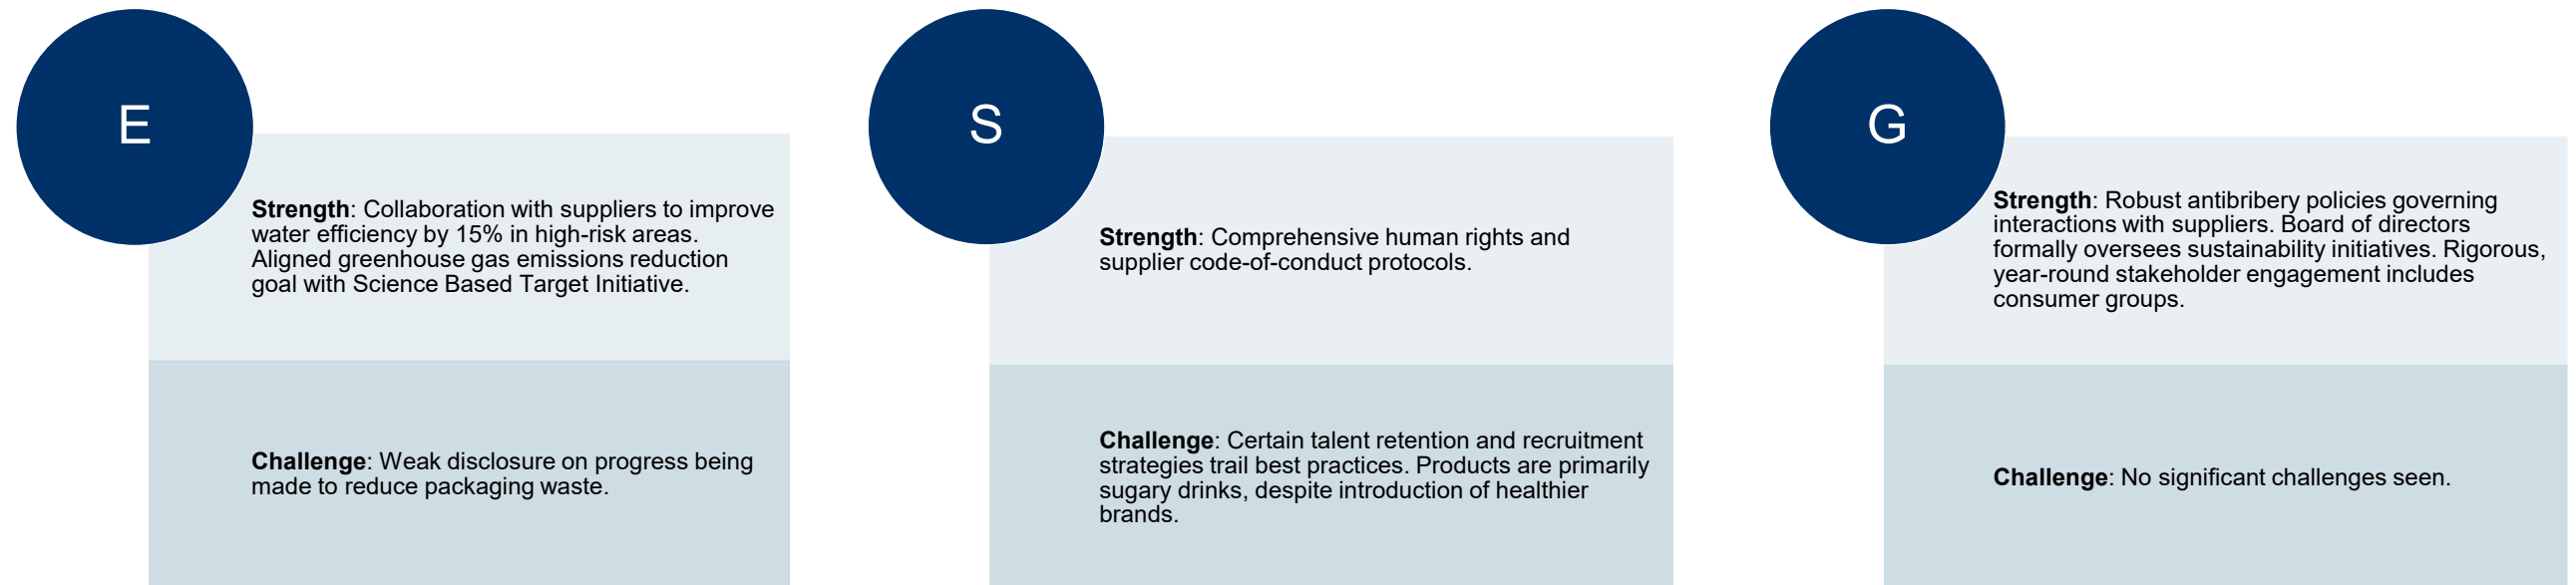 E
Strength: Collaboration with suppliers to improve
water efficiency by 15% in high-risk areas.
Aligned greenhouse gas emissions reduction
goal with Science Based Target Initiative.
Challenge: Weak disclosure on progress being
made to reduce packaging waste.
S
Strength: Comprehensive human rights and
supplier code-of-conduct protocols.
Challenge: Certain talent retention and recruitment
strategies trail best practices. Products are primarily
sugary drinks, despite introduction of healthier
brands.
G
Strength: Robust antibribery policies governing
interactions with suppliers. Board of directors
formally oversees sustainability initiatives. Rigorous,
year-round stakeholder engagement includes
consumer groups.
Challenge: No significant challenges seen.